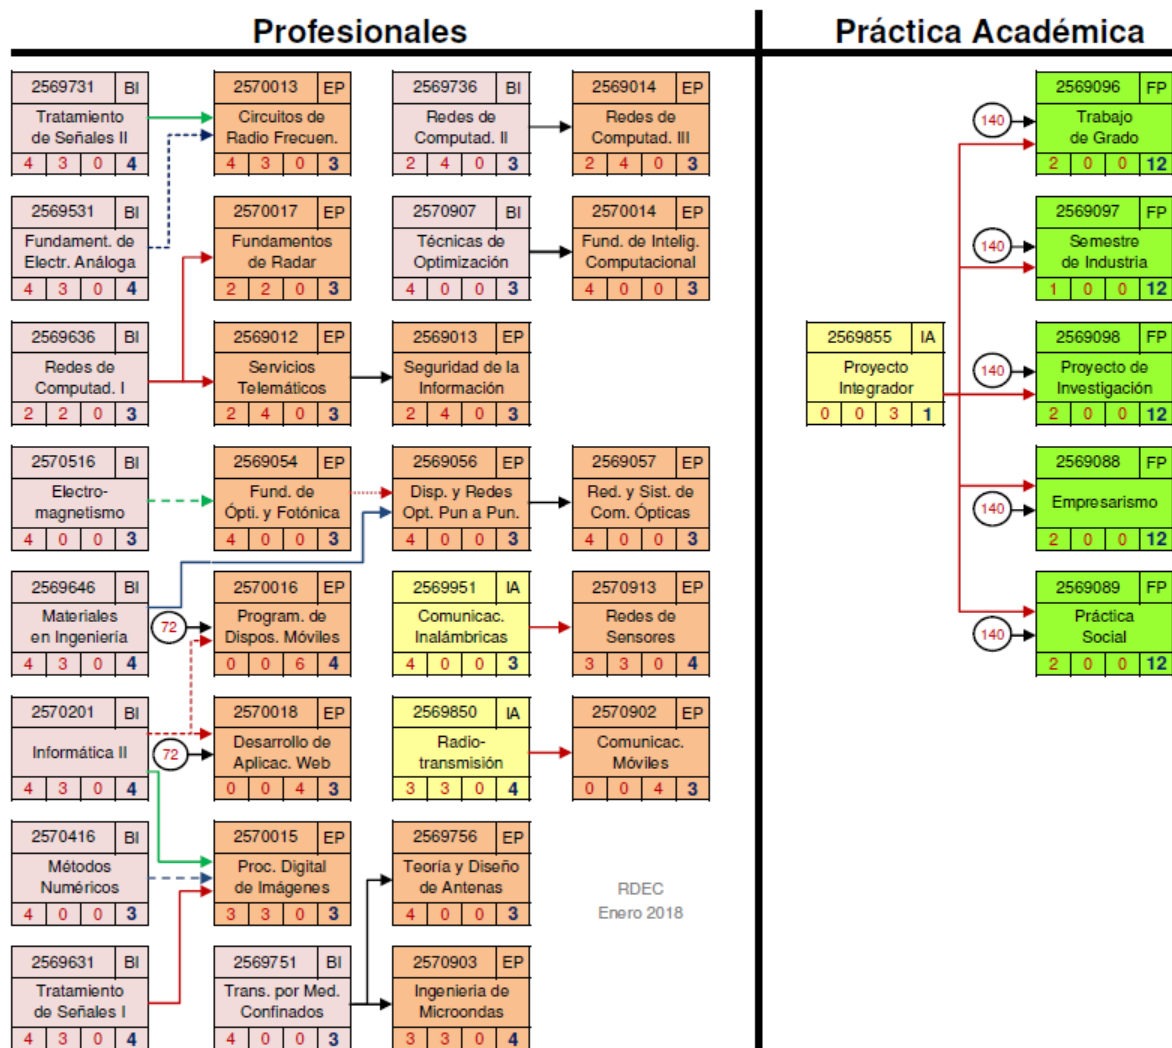 Profesionales
Práctica Académica
2569731 BI
Tratamiento
de Señales II
4 3 0 4
2570013 EP
Circuitos de
Radio Frecuen.
4 3 0 3
2569736 BI
Redes de
Computad. II
2 4 0 3
2569014 EP
Redes de
Computad. III
2 4 0 3
2569531 BI
Fundament. de
Electr. Análoga
4 3 0 4
2570017 EP
Fundamentos
de Radar
2 2 0 3
2570907 BI
Técnicas de
Optimización
4 0 0 3
2570014 EP
Fund. de Intelig.
Computacional
4 0 0 3
2569636 BI
Redes de
Computad. I
2 2 0 3
2569012 EP
Servicios
Telemáticos
2 4 0 3
2569013 EP
Seguridad de la
Información
2 4 0 3
2570516 BI
Electro-
magnetismo
4 0 0 3
2569054 EP
Fund. de
Ópti. y Fotónica
4 0 0 3
2569056 EP
Disp. y Redes
Opt. Pun a Pun.
4 0 0 3
2569057 EP
Red. y Sist. de
Com. Ópticas
4 0 0 3
2569646 BI
Materiales
en Ingeniería
4 3 0 4
72
2570016 EP
Program. de
Dispos. Móviles
0 0 6 4
2569951 IA
Comunicac.
Inalámbricas
4 0 0 3
2570913 EP
Redes de
Sensores
3 3 0 4
2570201 BI
Informática II
4 3 0 4
72
2570018 EP
Desarrollo de
Aplicac. Web
0 0 4 3
2569850 IA
Radio-
transmisión
3 3 0 4
2570902 EP
Comunicac.
Móviles
0 0 4 3
2570416 BI
Métodos
Numéricos
4 0 0 3
2570015 EP
Proc. Digital
de Imágenes
3 3 0 3
2569756 EP
Teoría y Diseño
de Antenas
4 0 0 3
RDEC
Enero 2018
2569631 BI
Tratamiento
de Señales I
4 3 0 4
2569751 BI
Trans. por Med.
Confinados
4 0 0 3
2570903 EP
Ingenieria de
Microondas
3 3 0 4
2569855 IA
Proyecto
Integrador
0 0 3 1
140
2569096 FP
Trabajo
de Grado
2 0 0 12
140
2569097 FP
Semestre
de Industria
1 0 0 12
140
2569098 FP
Proyecto de
Investigación
2 0 0 12
140
2569088 FP
Empresarismo
2 0 0 12
140
2569089 FP
Práctica
Social
2 0 0 12